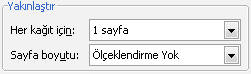 Yakınlaştır
Her kağıt için: 1 sayfa
Sayfa boyutu: Ölçeklendirme Yok